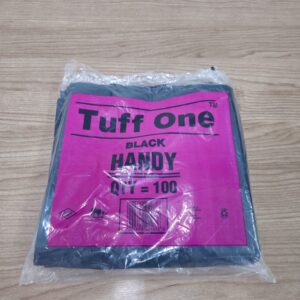 Tuff One TM
BLACK
HANDY
QTY = 100